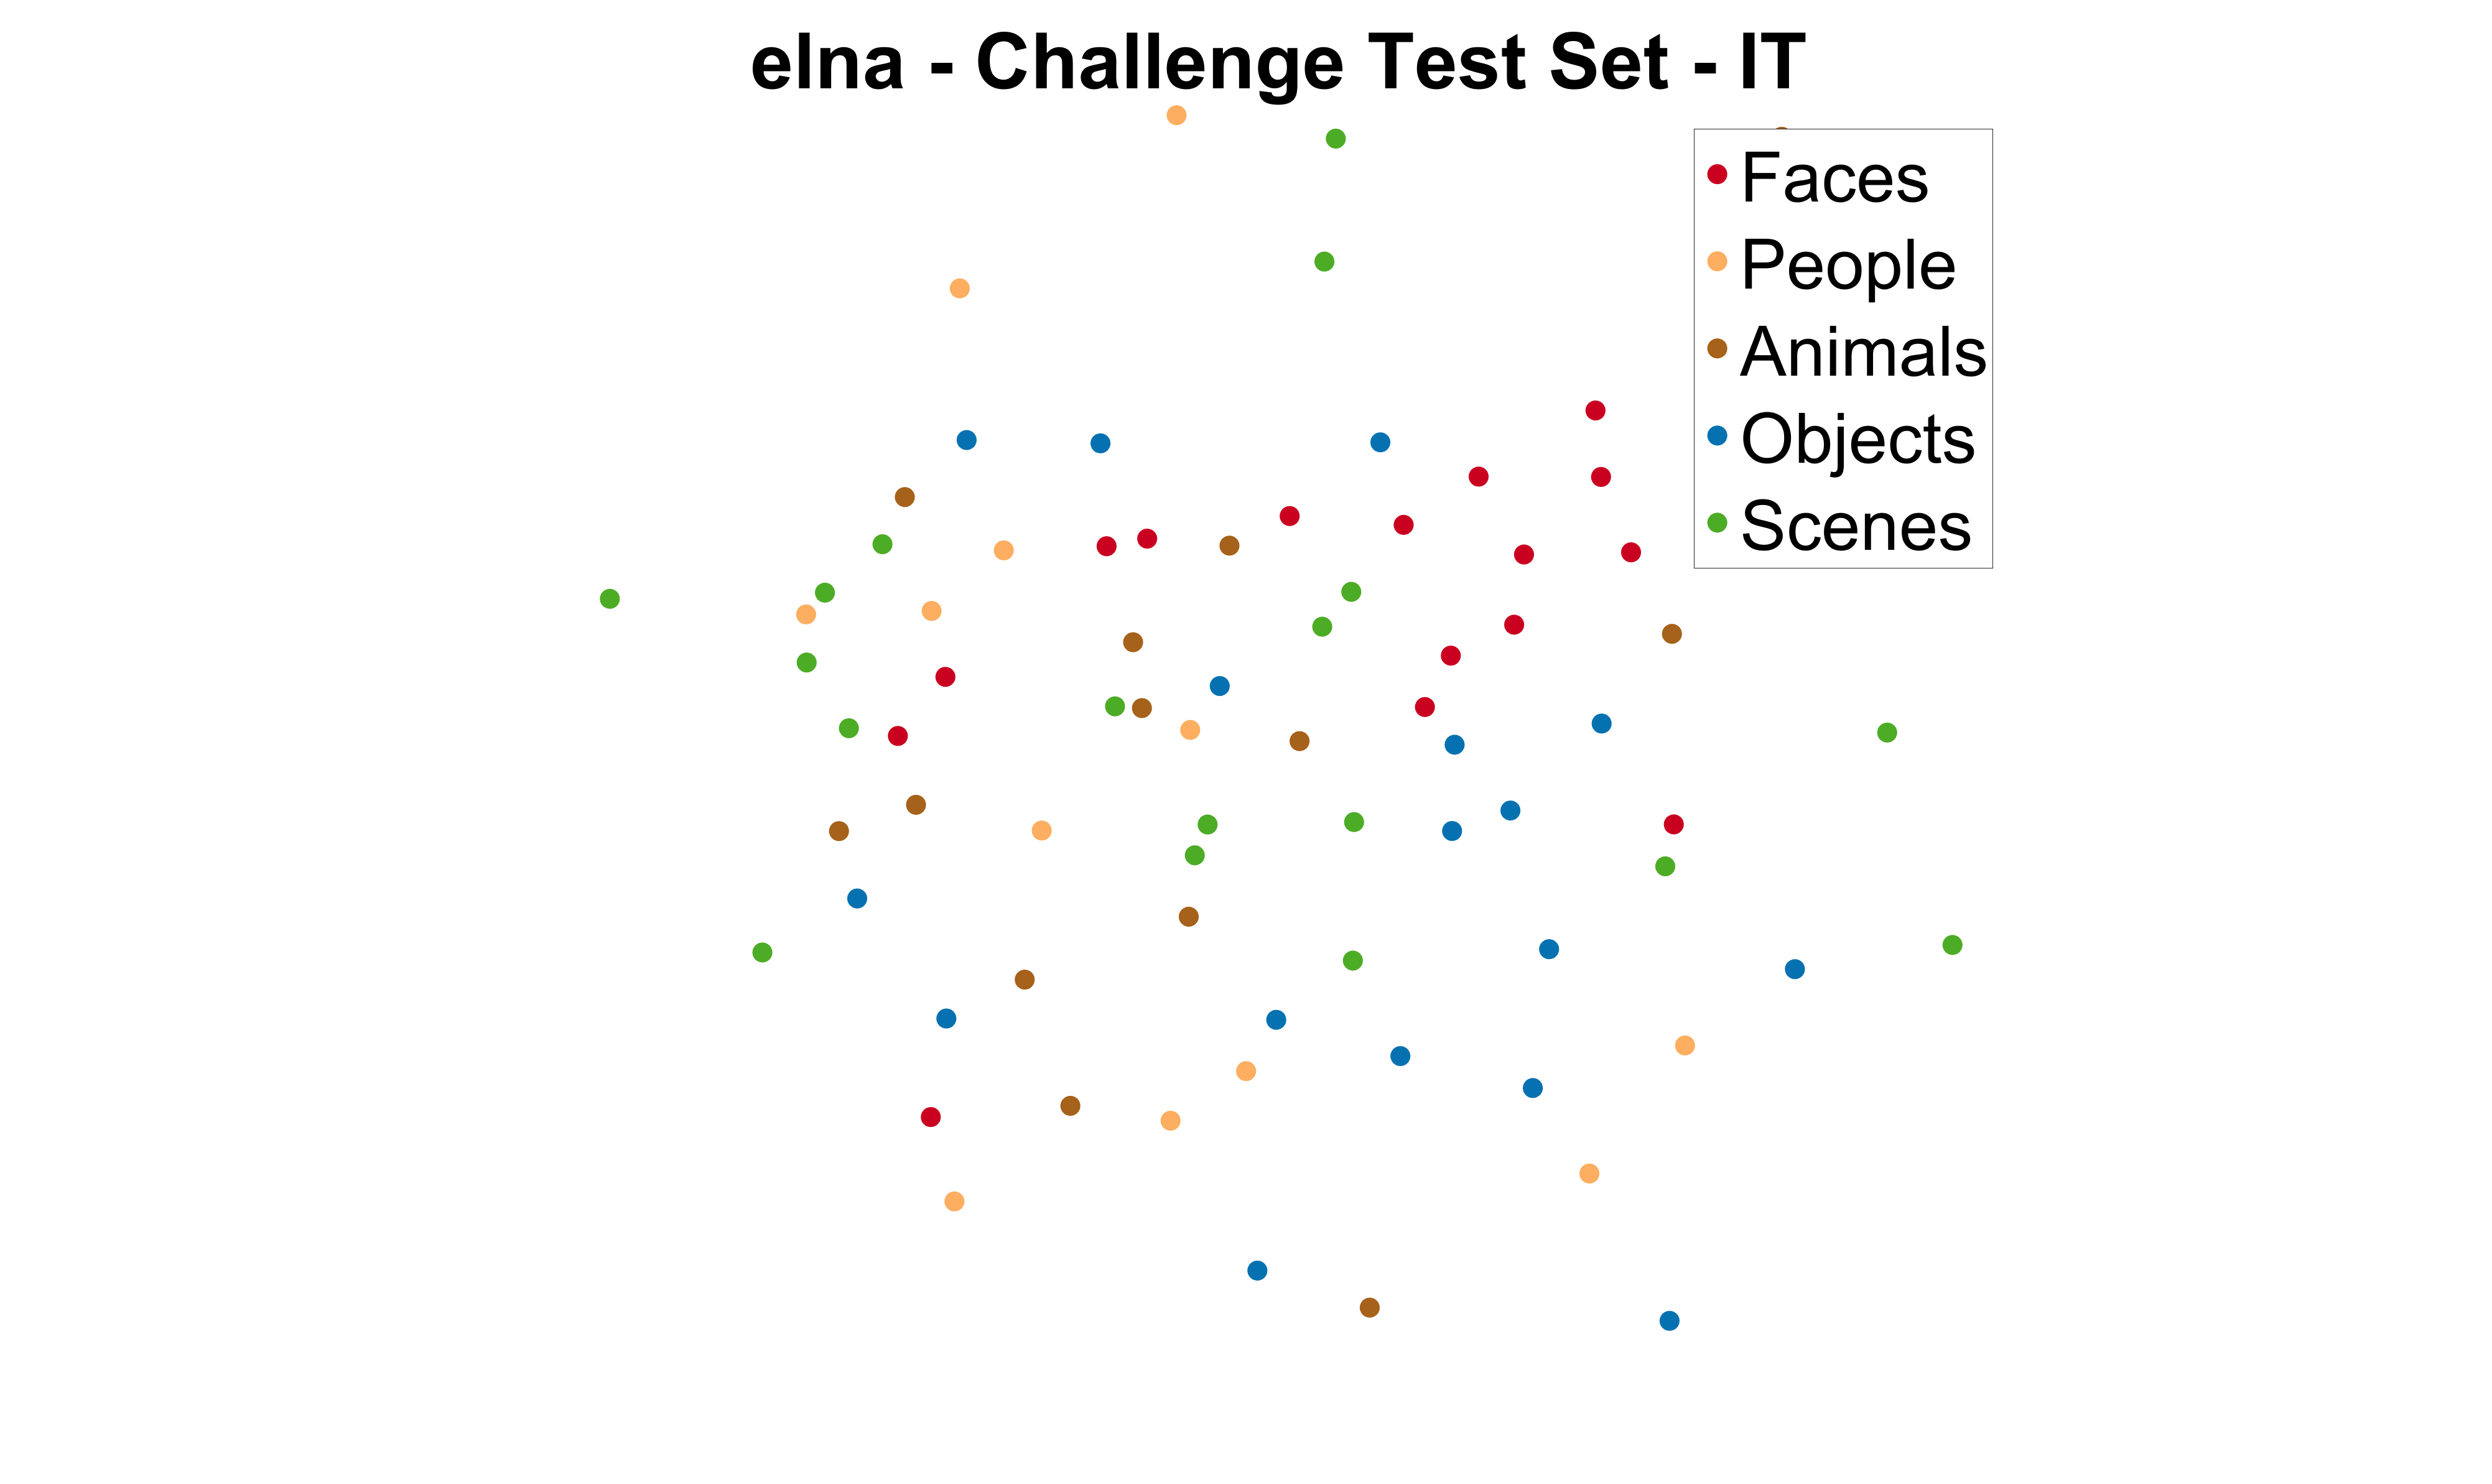 elna - Challenge Test Set - IT
Faces
People
Animals
Objects
Scenes